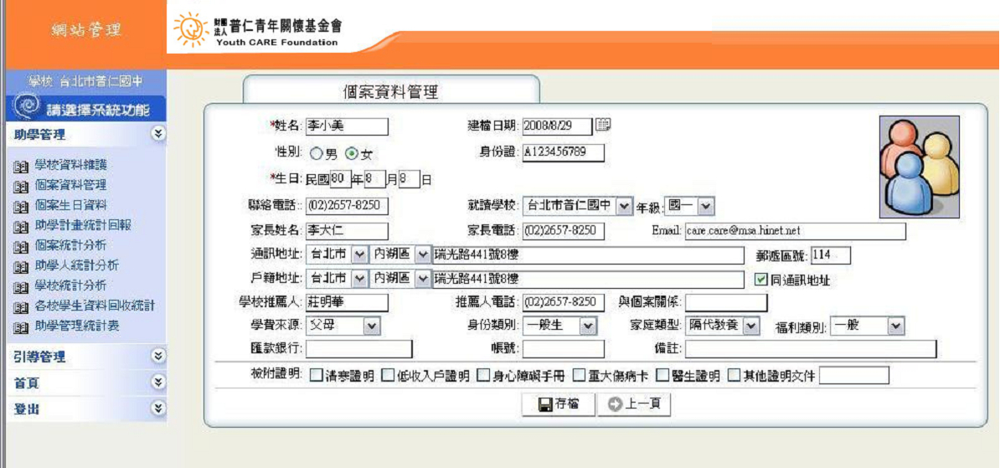 網站管理
財團法人 普仁青年關懷基金會
Youth CARE Foundation
學校 台北市普仁國中
請選擇系統功能
助學管理
學校資料維護
個案資料管理
個案生日資料
助學計畫統計回報
個案統計分析
助學人統計分析
學校統計分析
各校學生資料回收統計
助學管理統計表
引導管理
首頁
登出
個案資料管理
*姓名: 李小美 建檔日期: 2008/8/29
性別: 男 女 身份證: A123456789
*生日: 民國 80 年 8 月 8 日
聯絡電話:: (02)2657-8250 就讀學校: 台北市普仁國中 年級: 國一
家長姓名: 李大仁 家長電話: (02)2657-8250 Email: care.care@msa.hinet.net
通訊地址: 台北市 內湖區 瑞光路441號8樓 郵遞區號: 114
戶籍地址: 台北市 內湖區 瑞光路441號8樓 同通訊地址
學校推薦人: 莊明華 推薦人電話: (02)2657-8250 與個案關係:
學費來源: 父母 身份類別: 一般生 家庭類型: 隔代教養 福利類別: 一般
匯款銀行: 帳號: 備註:
檢附證明: 清寒證明 低收入戶證明 身心障礙手冊 重大傷病卡 醫生證明 其他證明文件
存檔 上一頁